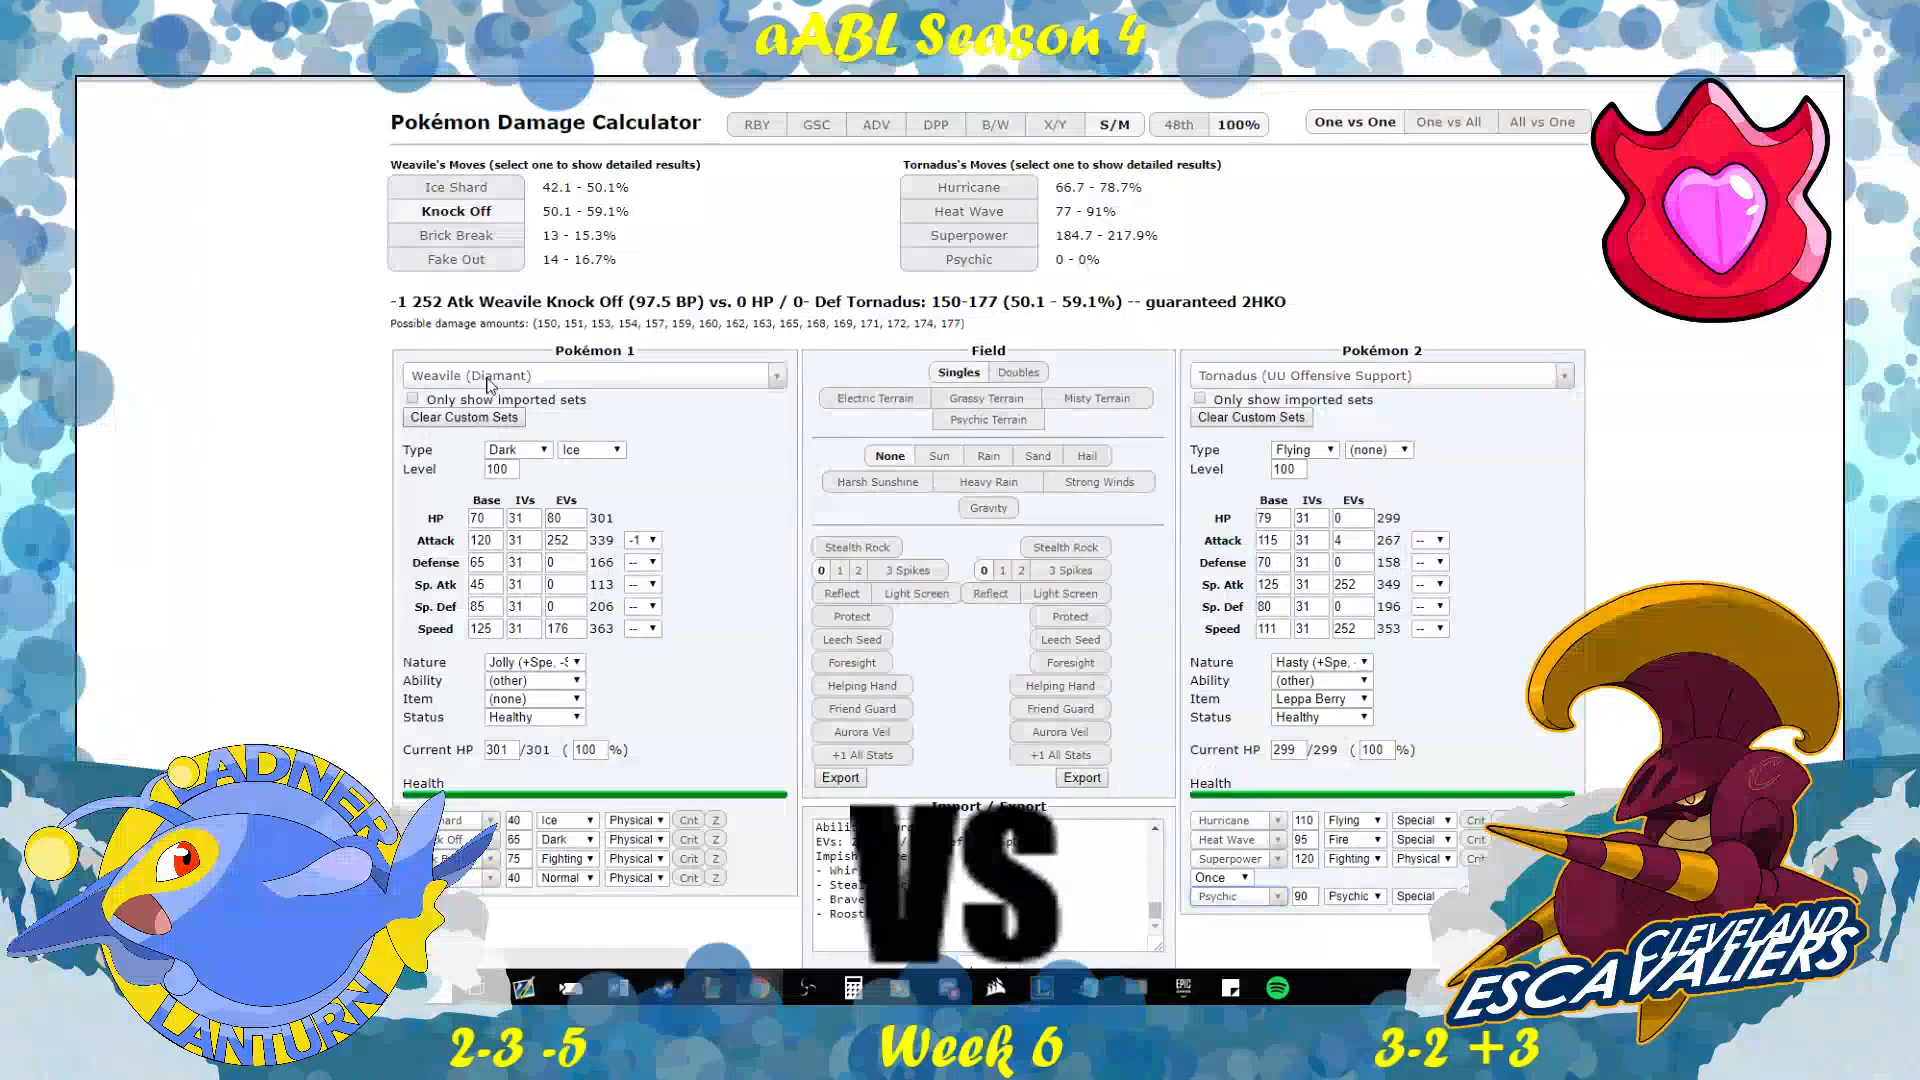 aABL Season 4
Pokémon Damage Calculator
RBY GSC ADV DPP B/W X/Y S/M 48th 100%
One vs One One vs All All vs One
Weavile's Moves (select one to show detailed results)
Ice Shard 42.1 - 50.1%
Knock Off 50.1 - 59.1%
Brick Break 13 - 15.3%
Fake Out 14 - 16.7%
Tornadus's Moves (select one to show detailed results)
Hurricane 66.7 - 78.7%
Heat Wave 77 - 91%
Superpower 184.7 - 217.9%
Psychic 0 - 0%
-1 252 Atk Weavile Knock Off (97.5 BP) vs. 0 HP / 0- Def Tornadus: 150-177 (50.1 - 59.1%) -- guaranteed 2HKO
Possible damage amounts: (150, 151, 153, 154, 157, 159, 160, 162, 163, 165, 168, 169, 171, 172, 174, 177)
Pokémon 1
Weavile (Diamant)
Only show imported sets
Clear Custom Sets
Type Dark Ice
Level 100
Base IVs EVs
HP 70 31 80 301
Attack 120 31 252 339 -1
Defense 65 31 0 166 --
Sp. Atk 45 31 0 113 --
Sp. Def 85 31 0 206 --
Speed 125 31 176 363 --
Nature Jolly (+Spe, -S
Ability (other)
Item (none)
Status Healthy
Current HP 301 /301 ( 100 %)
Health
hard 40 Ice Physical Crit Z
k Off 65 Dark Physical Crit Z
75 Fighting Physical Crit Z
40 Normal Physical Crit Z
Field
Singles Doubles
Electric Terrain Grassy Terrain Misty Terrain
Psychic Terrain
None Sun Rain Sand Hail
Harsh Sunshine Heavy Rain Strong Winds
Gravity
Stealth Rock Stealth Rock
0 1 2 3 Spikes 0 1 2 3 Spikes
Reflect Light Screen Reflect Light Screen
Protect Protect
Leech Seed Leech Seed
Foresight Foresight
Helping Hand Helping Hand
Friend Guard Friend Guard
Aurora Veil Aurora Veil
+1 All Stats +1 All Stats
Export Export
Import / Export
Abili
EVs: 2
Impish
- Whir
- Steal
- Brave
- Roost
Pokémon 2
Tornadus (UU Offensive Support)
Only show imported sets
Clear Custom Sets
Type Flying (none)
Level 100
Base IVs EVs
HP 79 31 0 299
Attack 115 31 4 267 --
Defense 70 31 0 158 --
Sp. Atk 125 31 252 349 --
Sp. Def 80 31 0 196 --
Speed 111 31 252 353 --
Nature Hasty (+Spe, -
Ability (other)
Item Leppa Berry
Status Healthy
Current HP 299 /299 ( 100 %)
Health
Hurricane 110 Flying Special Crit
Heat Wave 95 Fire Special Crit
Superpower 120 Fighting Physical Crit
Once
Psychic 90 Psychic Special
VS
ADNER
LANTURN
CLEVELAND
ESCAVALIERS
EPIC
2-3 -5
Week 6
3-2 +3